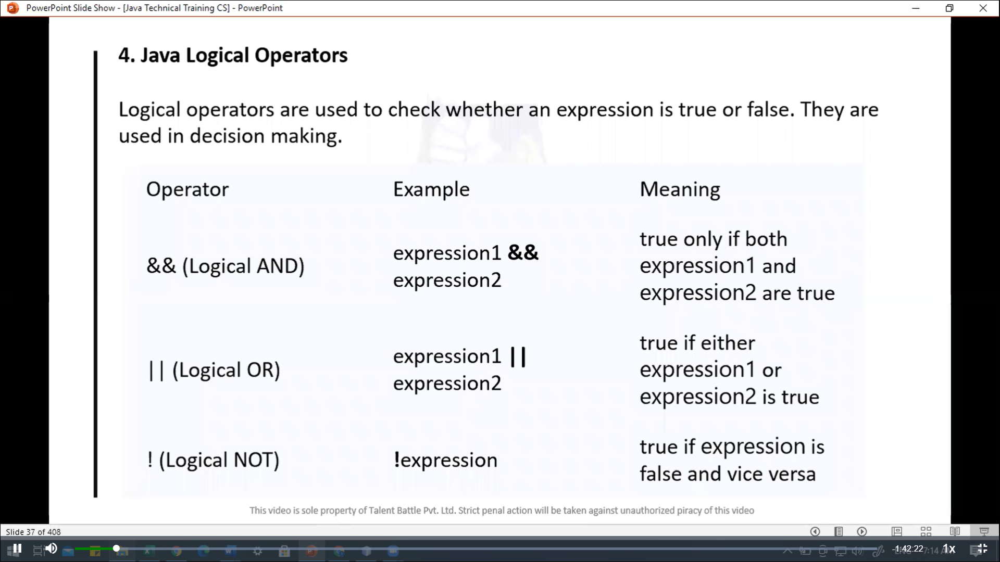 PowerPoint Slide Show - [Java Technical Training CS] - PowerPoint
4. Java Logical Operators
Logical operators are used to check whether an expression is true or false. They are
used in decision making.
Operator
Example
Meaning
&& (Logical AND)
expression1 &&
expression2
true only if both
expression1 and
expression2 are true
|| (Logical OR)
expression1 ||
expression2
true if either
expression1 or
expression2 is true
! (Logical NOT)
!expression
true if expression is
false and vice versa
This video is sole property of Talent Battle Pvt. Ltd. Strict penal action will be taken against unauthorized piracy of this video
Slide 37 of 408
-1:42:22
1x